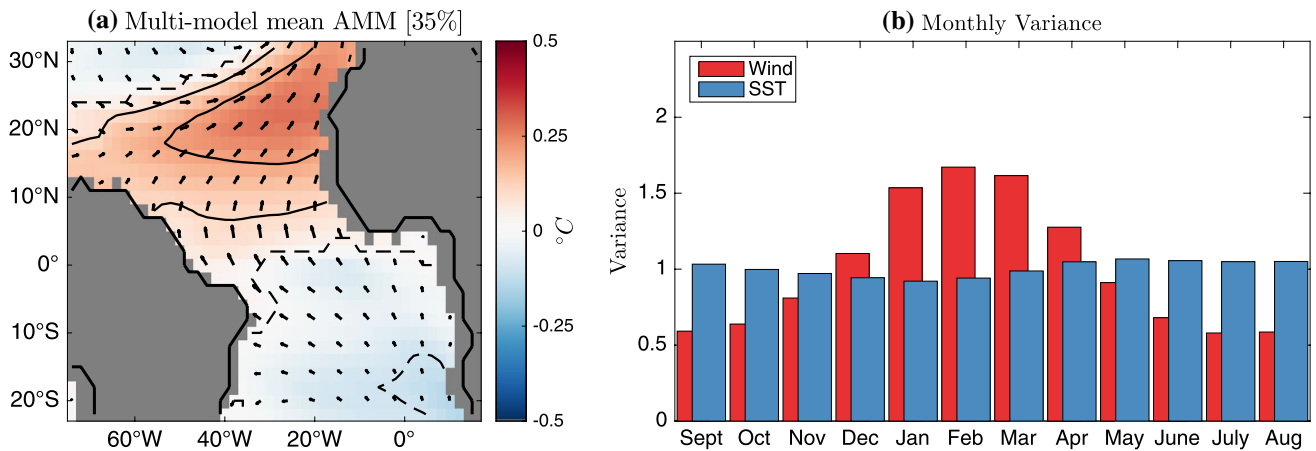 (a) Multi-model mean AMM [35%]
30°N
20°N
10°N
0°
10°S
20°S
60°W 40°W 20°W 0°
0.5
0.25
0
-0.25
-0.5
°C
(b) Monthly Variance
Wind
SST
Variance
2
1.5
1
0.5
0
Sept Oct Nov Dec Jan Feb Mar Apr May June July Aug